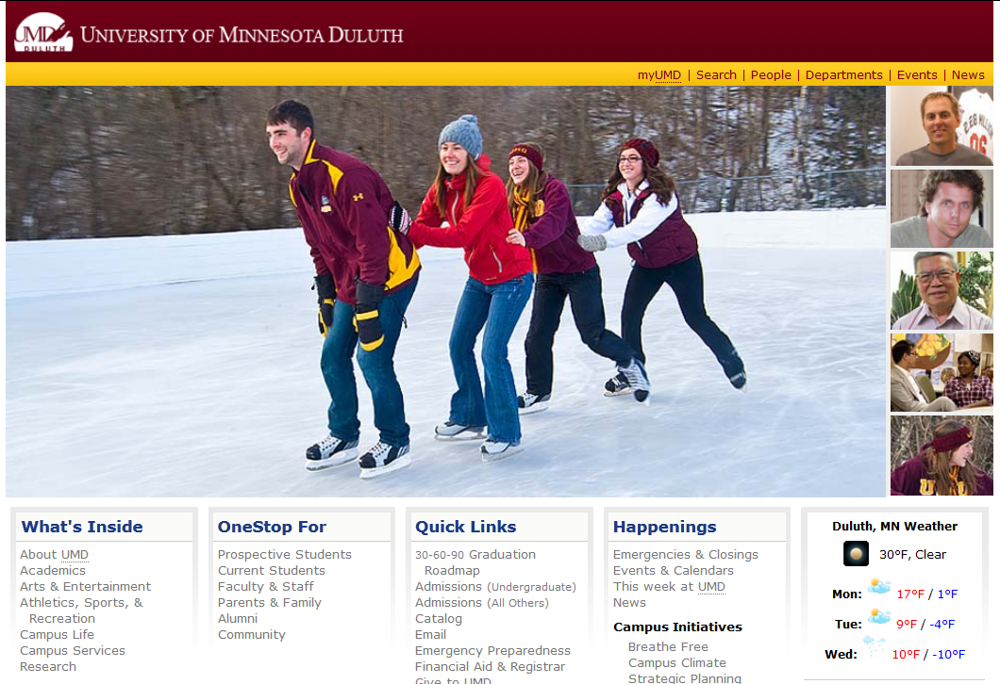 UMD
DULUTH
UNIVERSITY OF MINNESOTA DULUTH
myUMD | Search | People | Departments | Events | News
What's Inside
About UMD
Academics
Arts & Entertainment
Athletics, Sports, &
Recreation
Campus Life
Campus Services
Research
OneStop For
Prospective Students
Current Students
Faculty & Staff
Parents & Family
Alumni
Community
Quick Links
30-60-90 Graduation
Roadmap
Admissions (Undergraduate)
Admissions (All Others)
Catalog
Email
Emergency Preparedness
Financial Aid & Registrar
Give to UMD
Happenings
Emergencies & Closings
Events & Calendars
This week at UMD
News
Campus Initiatives
Breathe Free
Campus Climate
Strategic Planning
Duluth, MN Weather
30°F, Clear
Mon: 17°F / 1°F
Tue: 9°F / -4°F
Wed: 10°F / -10°F